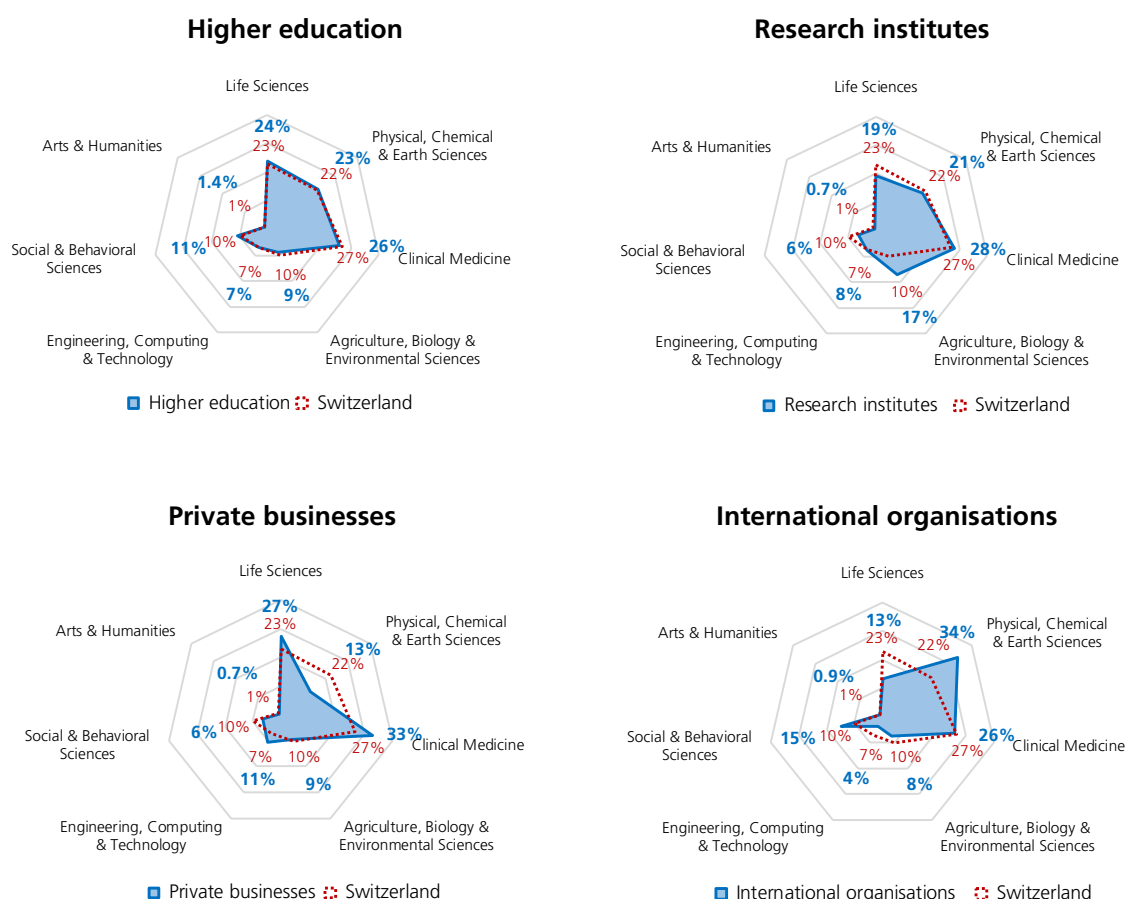 Higher education
Life Sciences
24%
23%
Physical, Chemical
& Earth Sciences
23%
22%
Arts & Humanities
1.4%
1%
Social & Behavioral
Sciences
11%
10%
26%
27%
Clinical Medicine
7%
10%
7%
9%
Engineering, Computing
& Technology
Agriculture, Biology &
Environmental Sciences
Higher education
Switzerland
Research institutes
Life Sciences
19%
23%
Physical, Chemical
& Earth Sciences
21%
22%
Arts & Humanities
0.7%
1%
Social & Behavioral
Sciences
6%
10%
28%
27%
Clinical Medicine
7%
10%
8%
17%
Engineering, Computing
& Technology
Agriculture, Biology &
Environmental Sciences
Research institutes
Switzerland
Private businesses
Life Sciences
27%
23%
Physical, Chemical
& Earth Sciences
13%
22%
Arts & Humanities
0.7%
1%
Social & Behavioral
Sciences
6%
10%
33%
27%
Clinical Medicine
7%
10%
11%
9%
Engineering, Computing
& Technology
Agriculture, Biology &
Environmental Sciences
Private businesses
Switzerland
International organisations
Life Sciences
13%
23%
Physical, Chemical
& Earth Sciences
34%
22%
Arts & Humanities
0.9%
1%
Social & Behavioral
Sciences
15%
10%
26%
27%
Clinical Medicine
7%
10%
4%
8%
Engineering, Computing
& Technology
Agriculture, Biology &
Environmental Sciences
International organisations
Switzerland